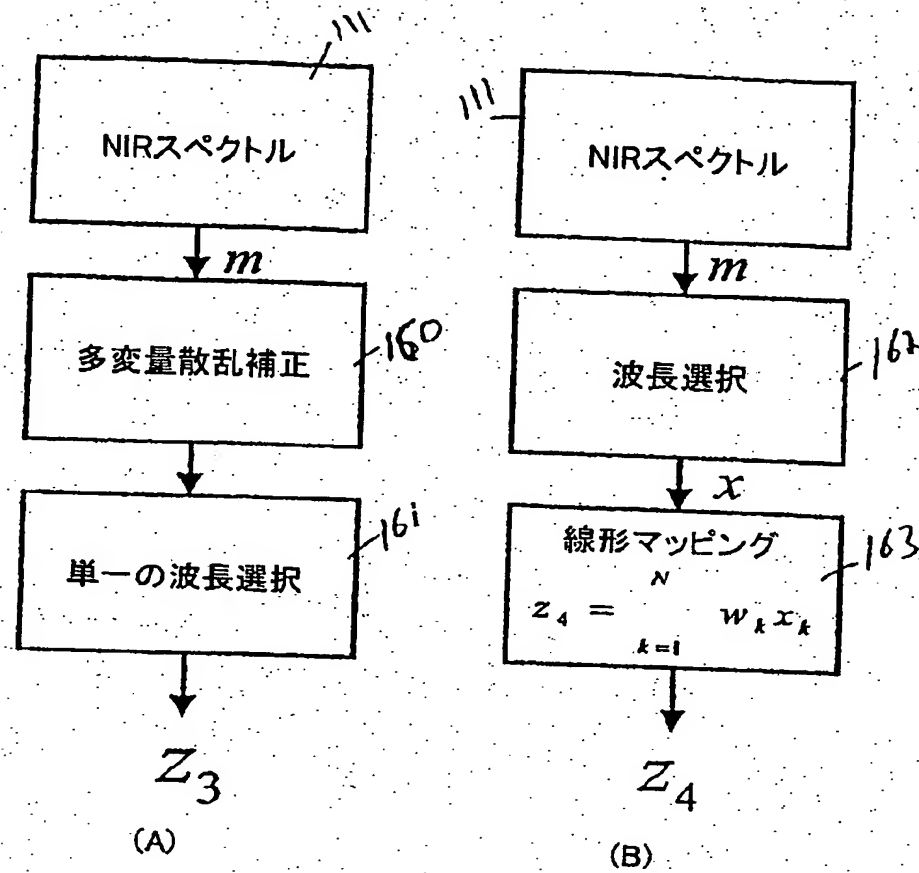 111
NIRスペクトル
m
多変量散乱補正
160
単一の波長選択
161
Z3
(A)
111
NIRスペクトル
m
波長選択
162
x
線形マッピング
N
z4 = wk xk
k=1
163
Z4
(B)